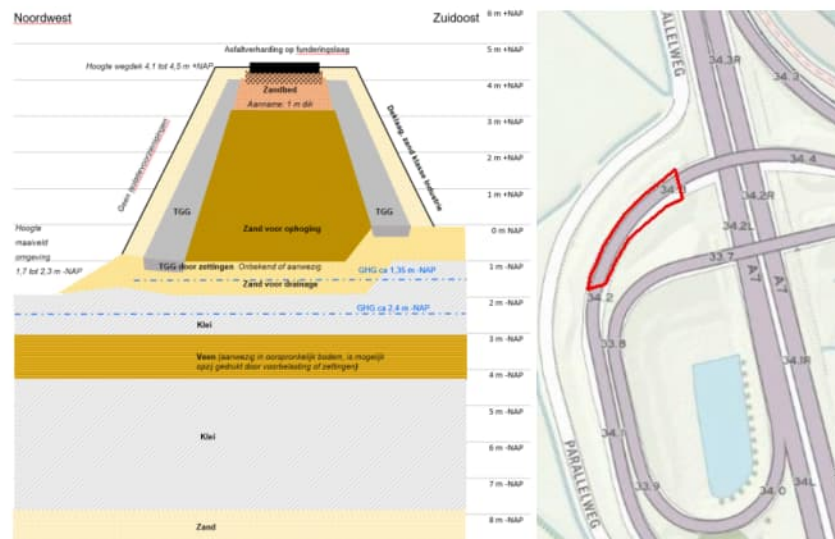 Noordwest
Zuidoost
6 m +NAP
Asfaltverharding op funderingslaag
5 m +NAP
Hoogte wegdek 4,1 tot 4,5 m +NAP
4 m +NAP
Zandbed
Aanname: 1 m dik
3 m +NAP
Geen
Deklaag, zand klasse industrie
2 m +NAP
1 m +NAP
TGG
TGG
Zand voor ophoging
0 m NAP
Hoogte
maaiveld
omgeving
1,7 tot 2,3 m -NAP
TGG door zettingen
Onbekend of aanwezig
GHG ca 1,35 m -NAP
1 m -NAP
Zand voor drainage
2 m -NAP
GHG ca 2,4 m -NAP
Klei
3 m -NAP
Veen (aanwezig in oorspronkelijk bodem, is mogelijk
opzij gedrukt door voorbelasting of zettingen)
4 m -NAP
5 m -NAP
Klei
6 m -NAP
7 m -NAP
Zand
8 m -NAP
ALLELWEG
34.3R
34.3
34.4
34.2R
34.2L
33.7
A7
A7
34.2
33.8
34.1R
34.1
33.9
34.0
34L
PARALLELWEG